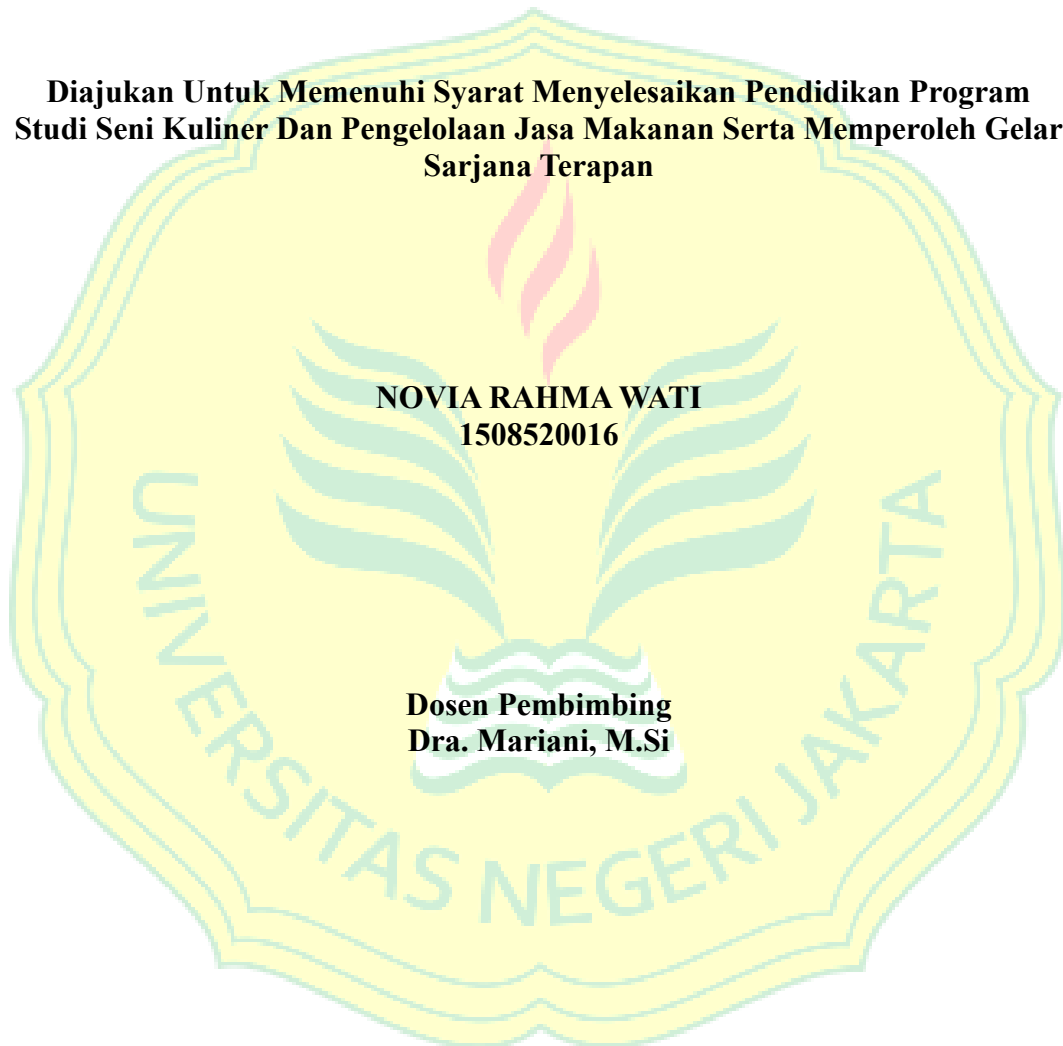 Diajukan Untuk Memenuhi Syarat Menyelesaikan Pendidikan Program
Studi Seni Kuliner Dan Pengelolaan Jasa Makanan Serta Memperoleh Gelar
Sarjana Terapan
NOVIA RAHMA WATI
1508520016
Dosen Pembimbing
Dra. Mariani, M.Si
UNIVERSITAS NEGERI JAKARTA